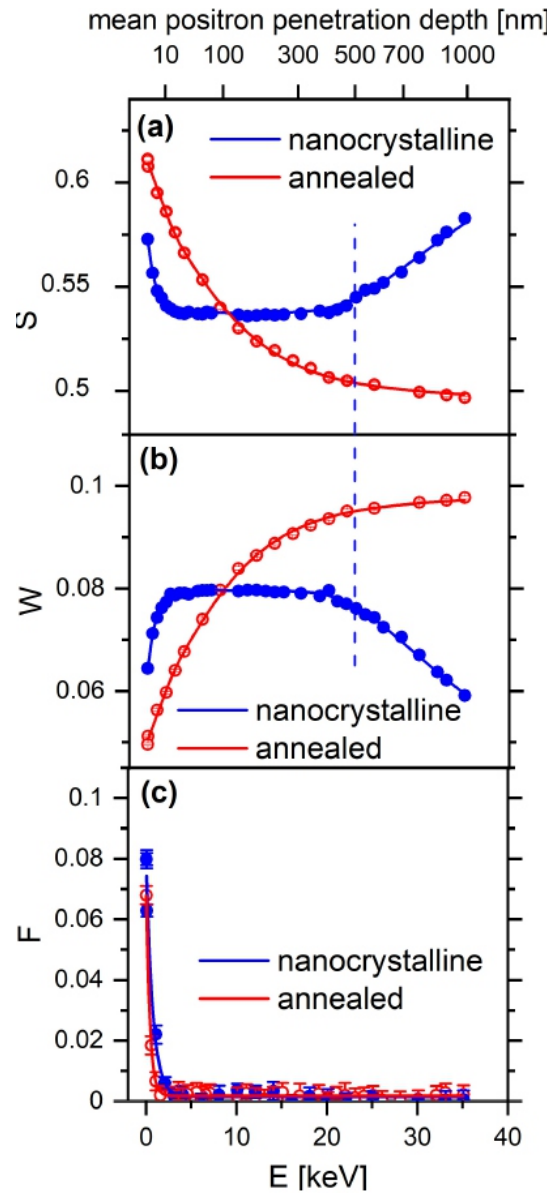 mean positron penetration depth [nm]
10 100 300 500 700 1000
(a)
nanocrystalline
annealed
0.6
0.55
S
0.5
(b)
0.1
W
0.08
0.06
nanocrystalline
annealed
(c)
0.1
0.08
F
0.06
nanocrystalline
0.04
annealed
0.02
0
0 10 20 30 40
E [keV]